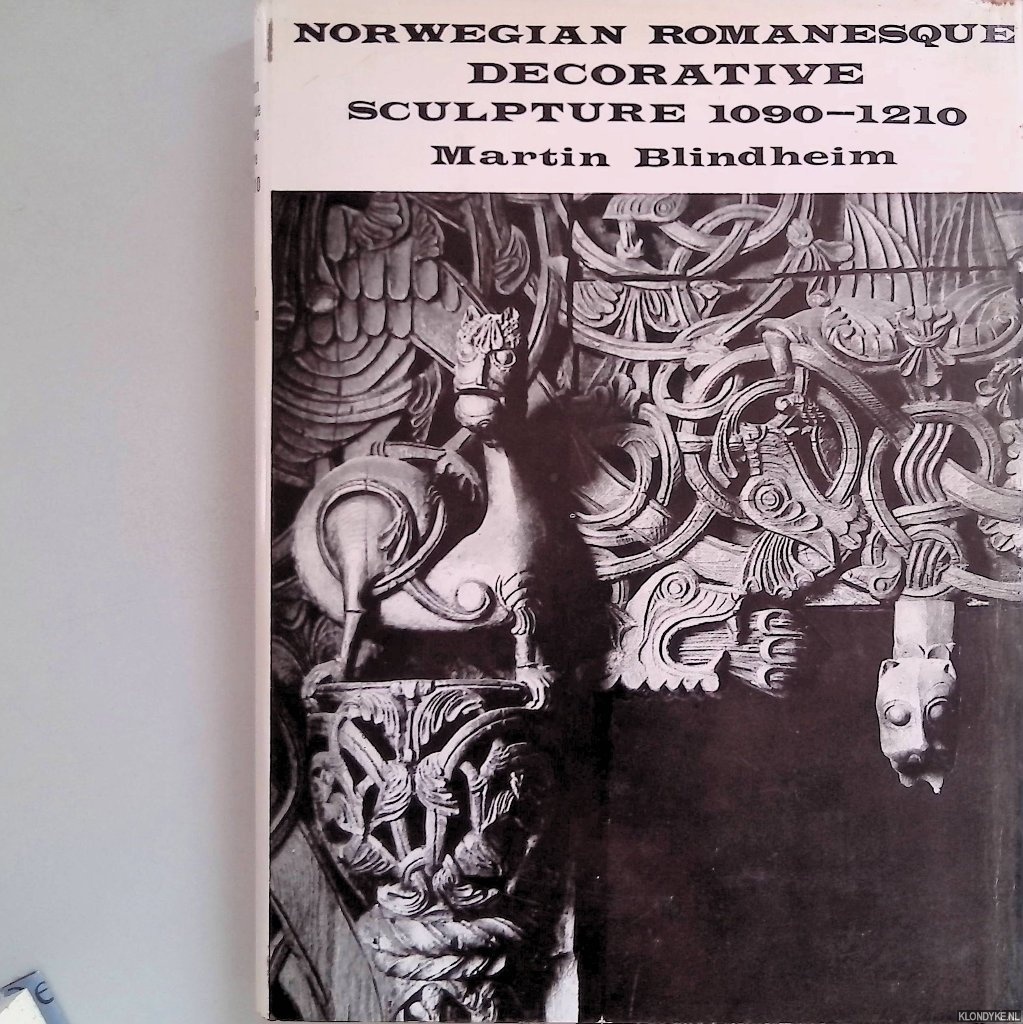 NORWEGIAN ROMANESQUE
DECORATIVE
SCULPTURE 1090-1210
Martin Blindheim
KLONDYKE.NL